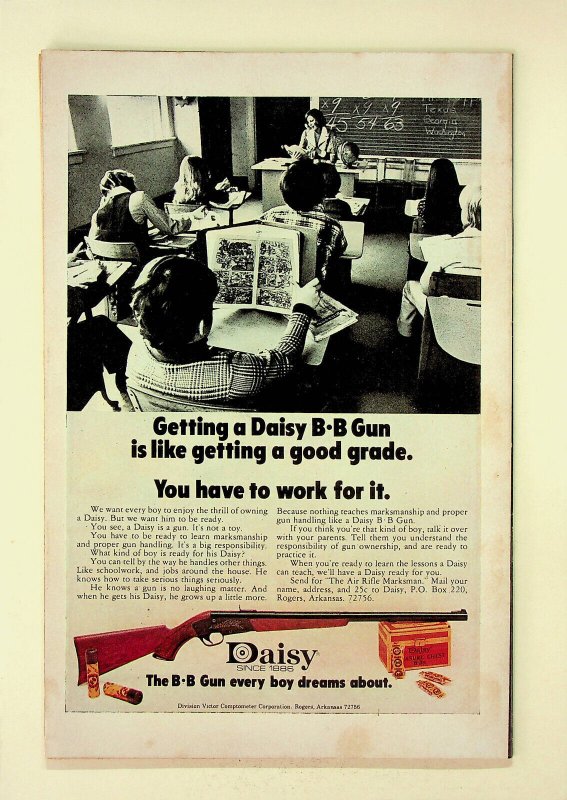 x9 x9 x9
45 54 63
Texas
Georgia
Washington
Getting a Daisy B•B Gun
is like getting a good grade.
You have to work for it.
We want every boy to enjoy the thrill of owning
a Daisy. But we want him to be ready.
You see, a Daisy is a gun. It's not a toy.
You have to be ready to learn marksmanship
and proper gun handling. It's a big responsibility.
What kind of boy is ready for his Daisy?
You can tell by the way he handles other things.
Like schoolwork, and jobs around the house. He
knows how to take serious things seriously.
He knows a gun is no laughing matter. And
when he gets his Daisy, he grows up a little more.
Because nothing teaches marksmanship and proper
gun handling like a Daisy B•B Gun.
If you think you're that kind of boy, talk it over
with your parents. Tell them you understand the
responsibility of gun ownership, and are ready to
practice it.
When you're ready to learn the lessons a Daisy
can teach, we'll have a Daisy ready for you.
Send for "The Air Rifle Marksman." Mail your
name, address, and 25c to Daisy, P.O. Box 220,
Rogers, Arkansas. 72756.
Daisy
SINCE 1886
The B•B Gun every boy dreams about.
Division Victor Comptometer Corporation. Rogers, Arkansas 72756